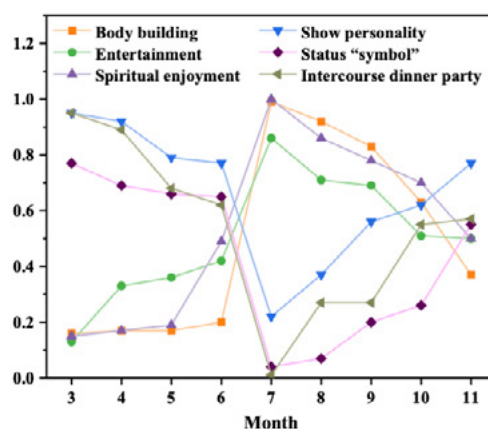 Body building
Show personality
Entertainment
Status “symbol”
Spiritual enjoyment
Intercourse dinner party
1.2
1.0
0.8
0.6
0.4
0.2
0.0
3 4 5 6 7 8 9 10 11
Month